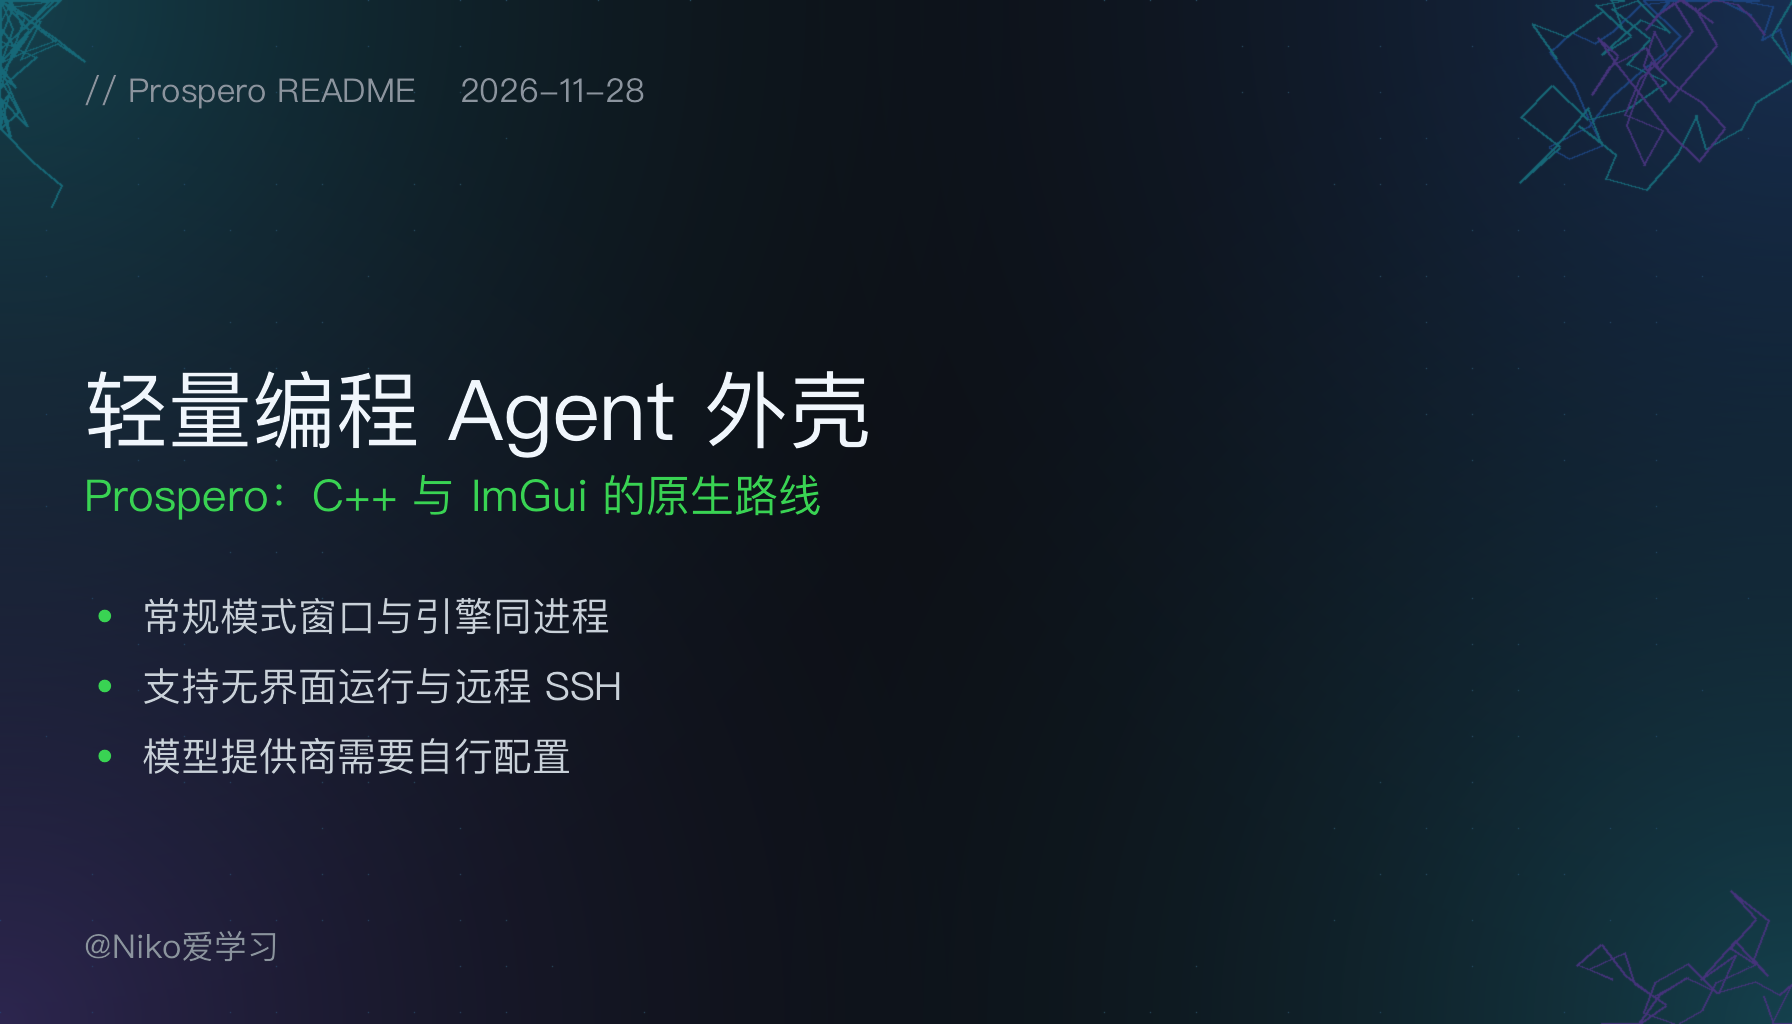 // Prospero README 2026-11-28
轻量编程 Agent 外壳
Prospero：C++ 与 ImGui 的原生路线
• 常规模式窗口与引擎同进程
• 支持无界面运行与远程 SSH
• 模型提供商需要自行配置
@Niko爱学习